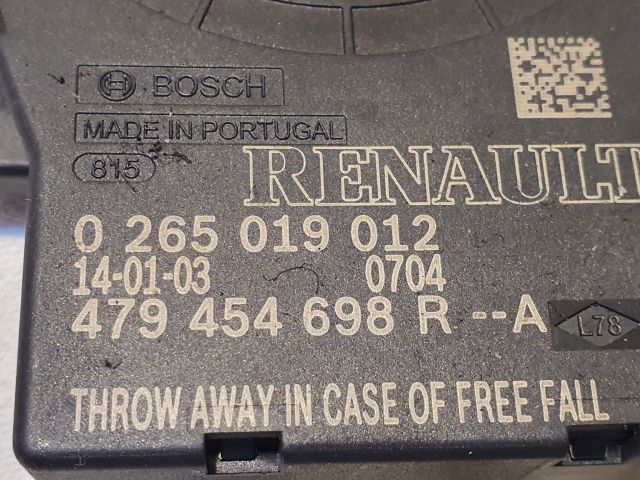 BOSCH
MADE IN PORTUGAL
815
RENAULT
0 265 019 012
14-01-03 0704
479 454 698 R --A
L78
THROW AWAY IN CASE OF FREE FALL